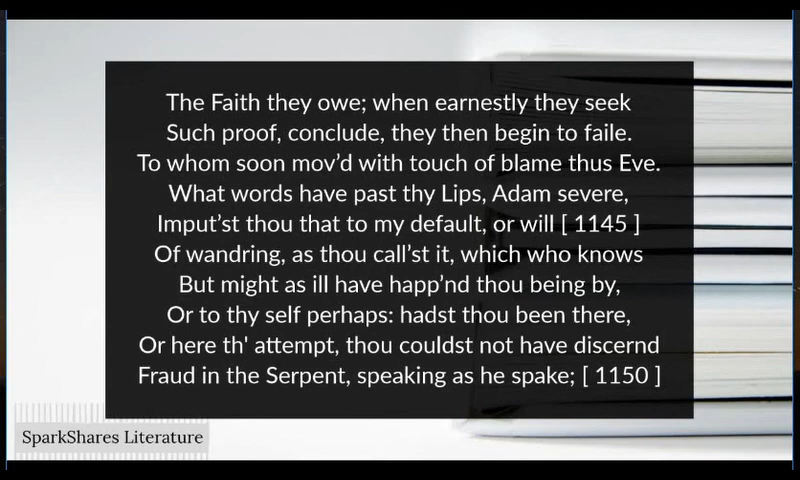 The Faith they owe; when earnestly they seek
Such proof, conclude, they then begin to faile.
To whom soon mov’d with touch of blame thus Eve.
What words have past thy Lips, Adam severe,
Imput’st thou that to my default, or will [ 1145 ]
Of wandring, as thou call’st it, which who knows
But might as ill have happ’nd thou being by,
Or to thy self perhaps: hadst thou been there,
Or here th' attempt, thou couldst not have discernd
Fraud in the Serpent, speaking as he spake; [ 1150 ]
SparkShares Literature